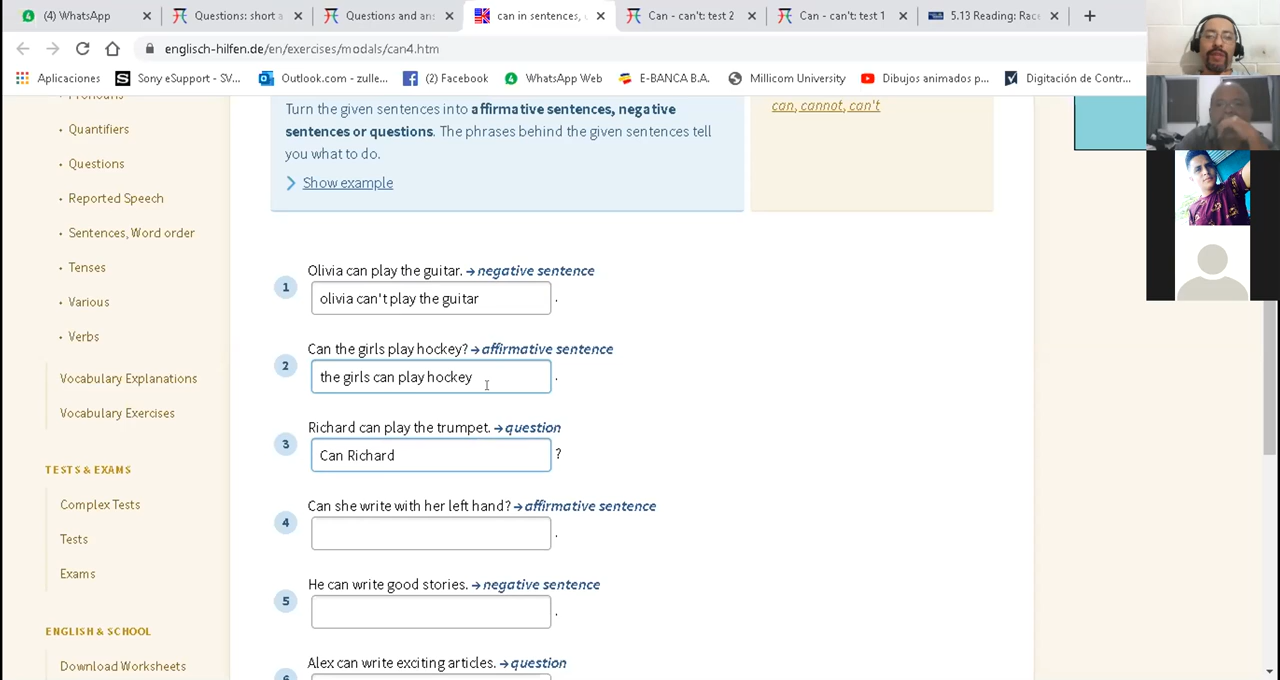 (4) WhatsApp
Questions: short a
Questions and ans
can in sentences,
Can - can't: test 2
Can - can't: test 1
5.13 Reading: Race
englisch-hilfen.de/en/exercises/modals/can4.htm
Aplicaciones
Sony eSupport - SV...
Outlook.com - zulle...
(2) Facebook
WhatsApp Web
E-BANCA B.A.
Millicom University
Dibujos animados p...
Digitación de Contr...
Pronouns
Quantifiers
Questions
Reported Speech
Sentences, Word order
Tenses
Various
Verbs
Vocabulary Explanations
Vocabulary Exercises
TESTS & EXAMS
Complex Tests
Tests
Exams
ENGLISH & SCHOOL
Download Worksheets
Turn the given sentences into affirmative sentences, negative
sentences or questions. The phrases behind the given sentences tell
you what to do.
Show example
can, cannot, can't
1 Olivia can play the guitar. → negative sentence
olivia can't play the guitar .
2 Can the girls play hockey? → affirmative sentence
the girls can play hockey .
3 Richard can play the trumpet. → question
Can Richard ?
4 Can she write with her left hand? → affirmative sentence
.
5 He can write good stories. → negative sentence
.
6 Alex can write exciting articles. → question